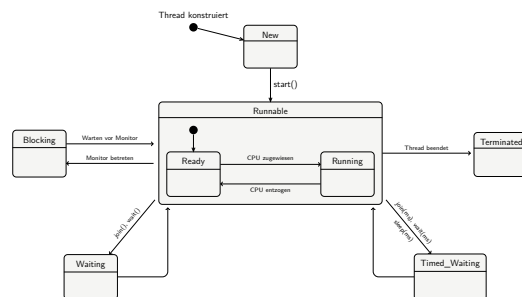 Thread konstruiert
New
start()
Runnable
Blocking
Warten vor Monitor
Monitor betreten
Ready
CPU zugewiesen
CPU entzogen
Running
Thread beendet
Terminated
join(), wait()
join(ms), wait(ms)
sleep(ms)
Waiting
Timed_Waiting